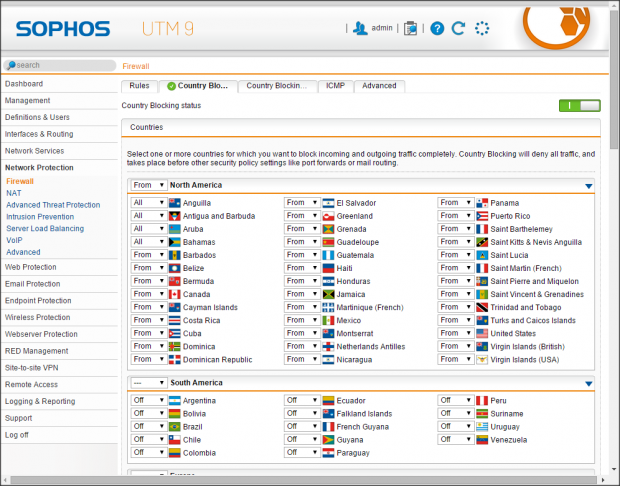 SOPHOS UTM 9 admin
search
Dashboard
Management
Definitions & Users
Interfaces & Routing
Network Services
Network Protection
Firewall
NAT
Advanced Threat Protection
Intrusion Prevention
Server Load Balancing
VoIP
Advanced
Web Protection
Email Protection
Endpoint Protection
Wireless Protection
Webserver Protection
RED Management
Site-to-site VPN
Remote Access
Logging & Reporting
Support
Log off
Firewall
Rules Country Blo... Country Blockin... ICMP Advanced
Country Blocking status
Countries
Select one or more countries for which you want to block incoming and outgoing traffic completely. Country Blocking will deny all traffic, and
takes place before other security policy settings like port forwards or mail routing.
From North America
All Anguilla From El Salvador From Panama
All Antigua and Barbuda From Greenland From Puerto Rico
All Aruba From Grenada From Saint Barthelemey
All Bahamas From Guadeloupe From Saint Kitts & Nevis Anguilla
From Barbados From Guatemala From Saint Lucia
From Belize From Haiti From Saint Martin (French)
From Bermuda From Honduras From Saint Pierre and Miquelon
From Canada From Jamaica From Saint Vincent & Grenadines
From Cayman Islands From Martinique (French) From Trinidad and Tobago
From Costa Rica From Mexico From Turks and Caicos Islands
From Cuba From Montserrat From United States
From Dominica From Netherlands Antilles From Virgin Islands (British)
From Dominican Republic From Nicaragua From Virgin Islands (USA)
--- South America
Off Argentina Off Ecuador Off Peru
Off Bolivia Off Falkland Islands Off Suriname
Off Brazil Off French Guyana Off Uruguay
Off Chile Off Guyana Off Venezuela
Off Colombia Off Paraguay